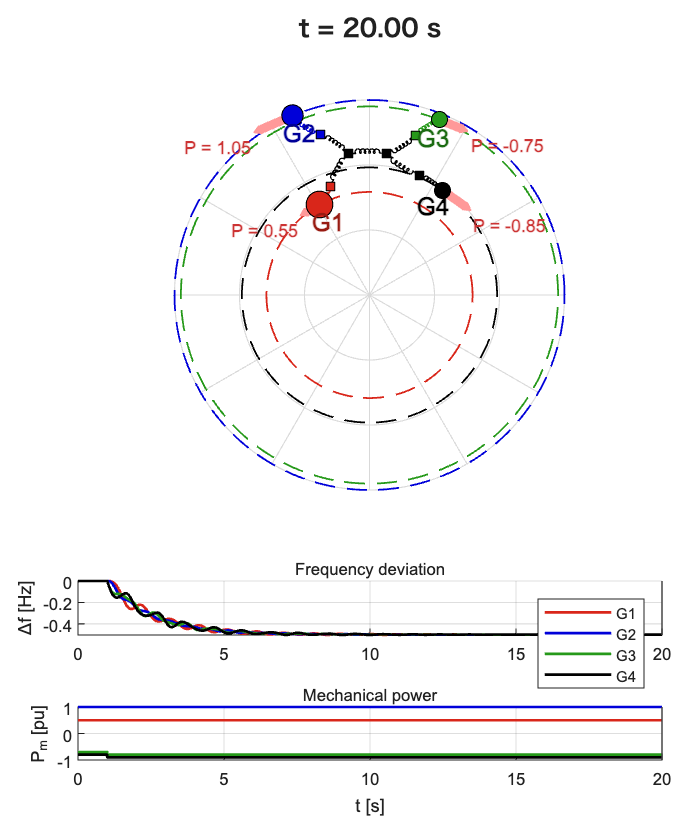 t = 20.00 s
G2
G3
P = 1.05
P = -0.75
G4
G1
P = 0.55
P = -0.85
Frequency deviation
Δf [Hz]
0
-0.2
-0.4
0
5
10
15
20
G1
G2
G3
G4
Mechanical power
Pm [pu]
1
0
-1
0
5
10
15
20
t [s]